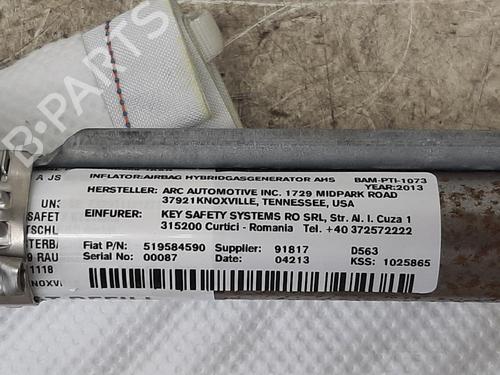 B-PARTS
INFLATOR:AIRBAG HYBRIDGASGENERATOR AHS BAM-PTI-1073
YEAR:2013
HERSTELLER: ARC AUTOMOTIVE INC. 1729 MIDPARK ROAD
37921KNOXVILLE, TENNESSEE, USA
EINFURER: KEY SAFETY SYSTEMS RO SRL, Str. Al. I. Cuza 1
315200 Curtici - Romania Tel. +40 372572222
Fiat P/N: 519584590 Supplier: 91817 D563
Serial No: 00087 Date: 04213 KSS: 1025865
A JS
UN3
SAFET
TSCHL
TERBA
9 RAU
1118
NOXVI